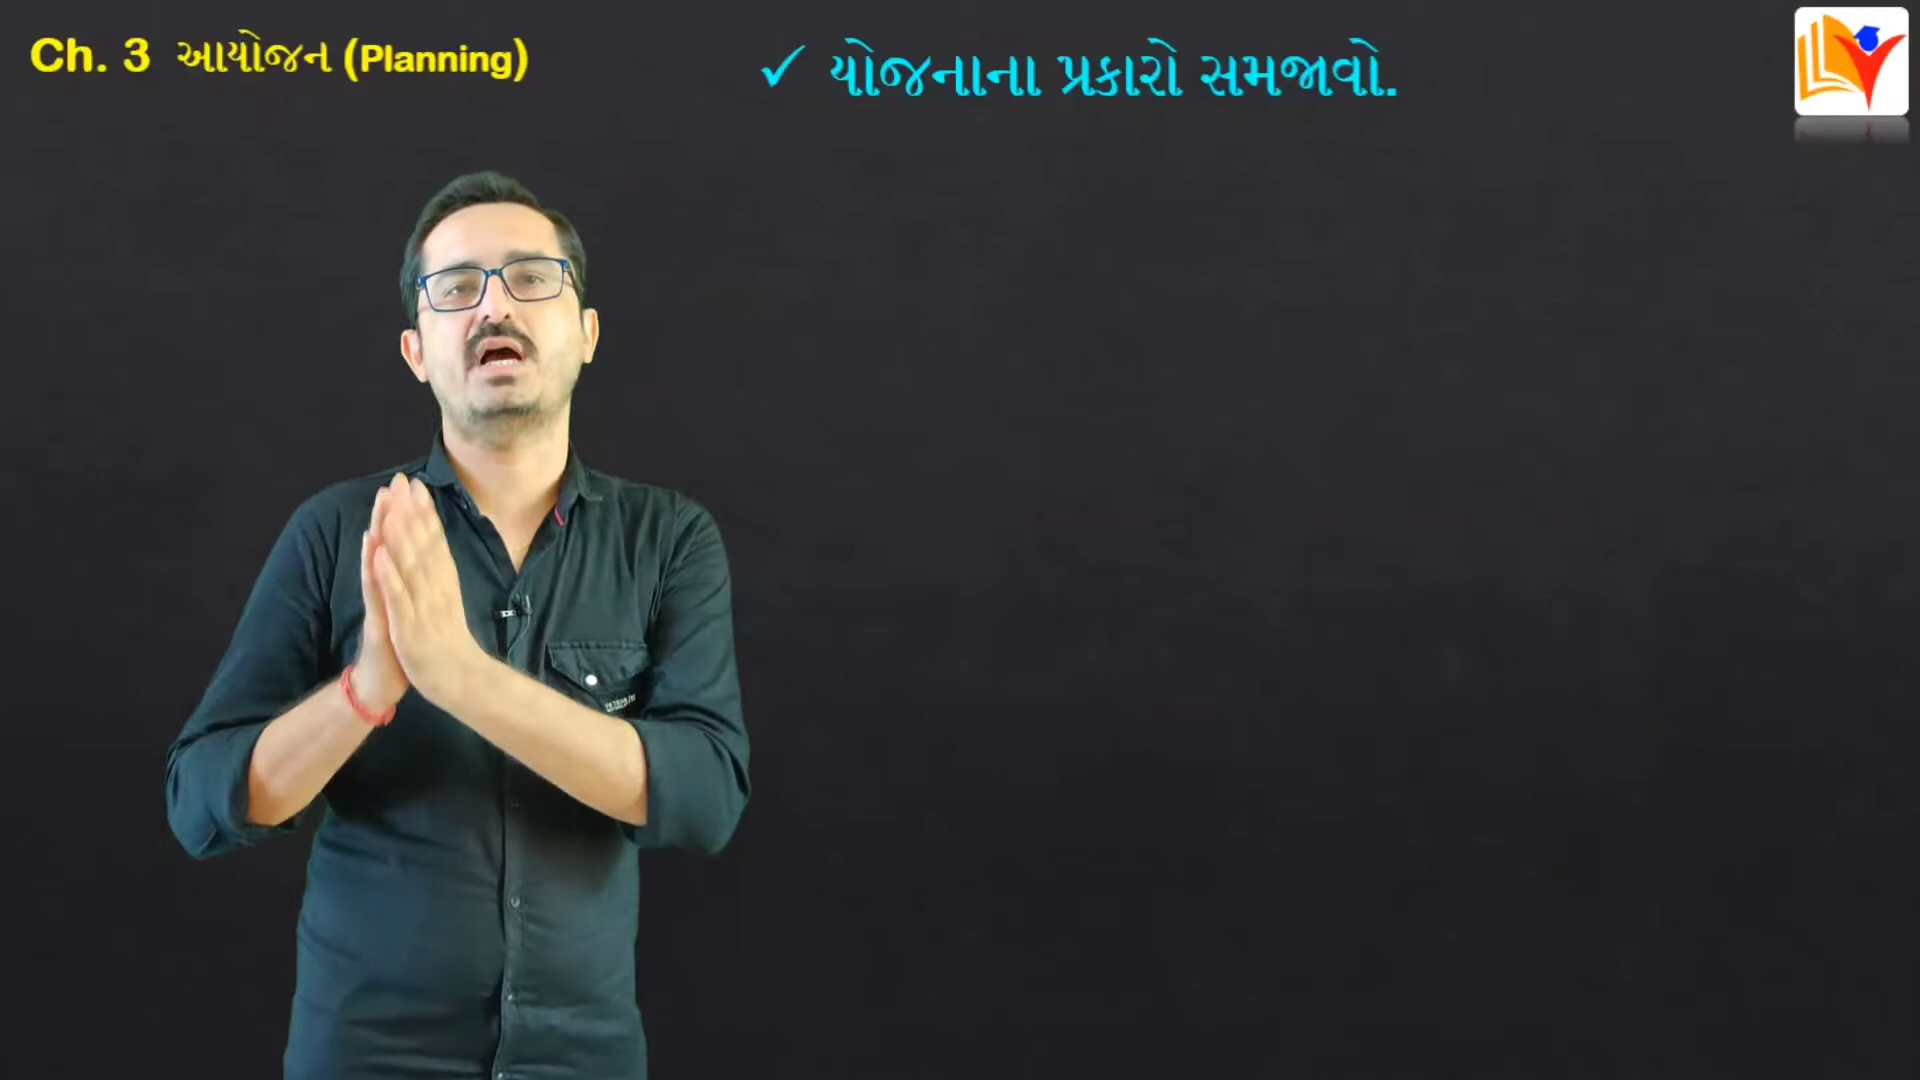 Ch. 3 આયોજન (Planning)
✓ યોજનાના પ્રકારો સમજાવો.